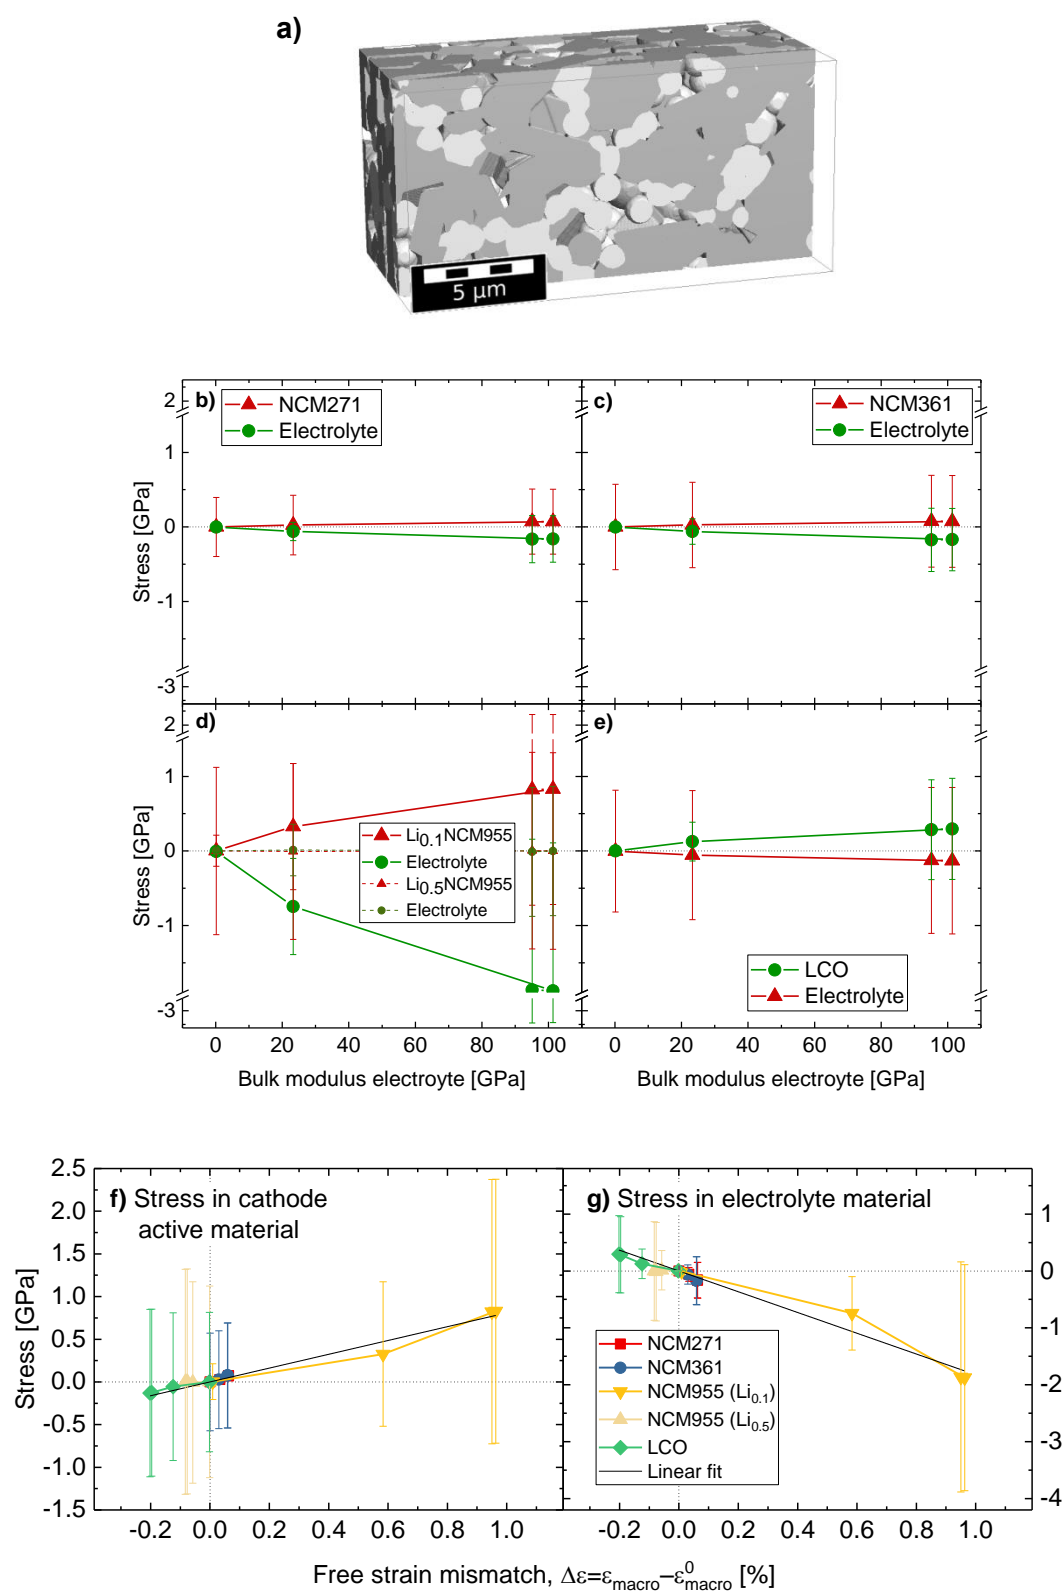 a)
5 µm
b)
NCM271
Electrolyte
c)
NCM361
Electrolyte
2
1
0
-1
-3
Stress [GPa]
d)
Li0.1NCM955
Electrolyte
Li0.5NCM955
Electrolyte
e)
LCO
Electrolyte
2
1
0
-1
-3
Stress [GPa]
0 20 40 60 80 100
0 20 40 60 80 100
Bulk modulus electroyte [GPa]
Bulk modulus electroyte [GPa]
f) Stress in cathode
active material
2.5
2.0
1.5
1.0
0.5
0.0
-0.5
-1.0
-1.5
Stress [GPa]
-0.2 0.0 0.2 0.4 0.6 0.8 1.0
g) Stress in electrolyte material
NCM271
NCM361
NCM955 (Li0.1)
NCM955 (Li0.5)
LCO
Linear fit
1
0
-1
-2
-3
-4
-0.2 0.0 0.2 0.4 0.6 0.8 1.0
Free strain mismatch, Δε=εmacro−ε0macro [%]